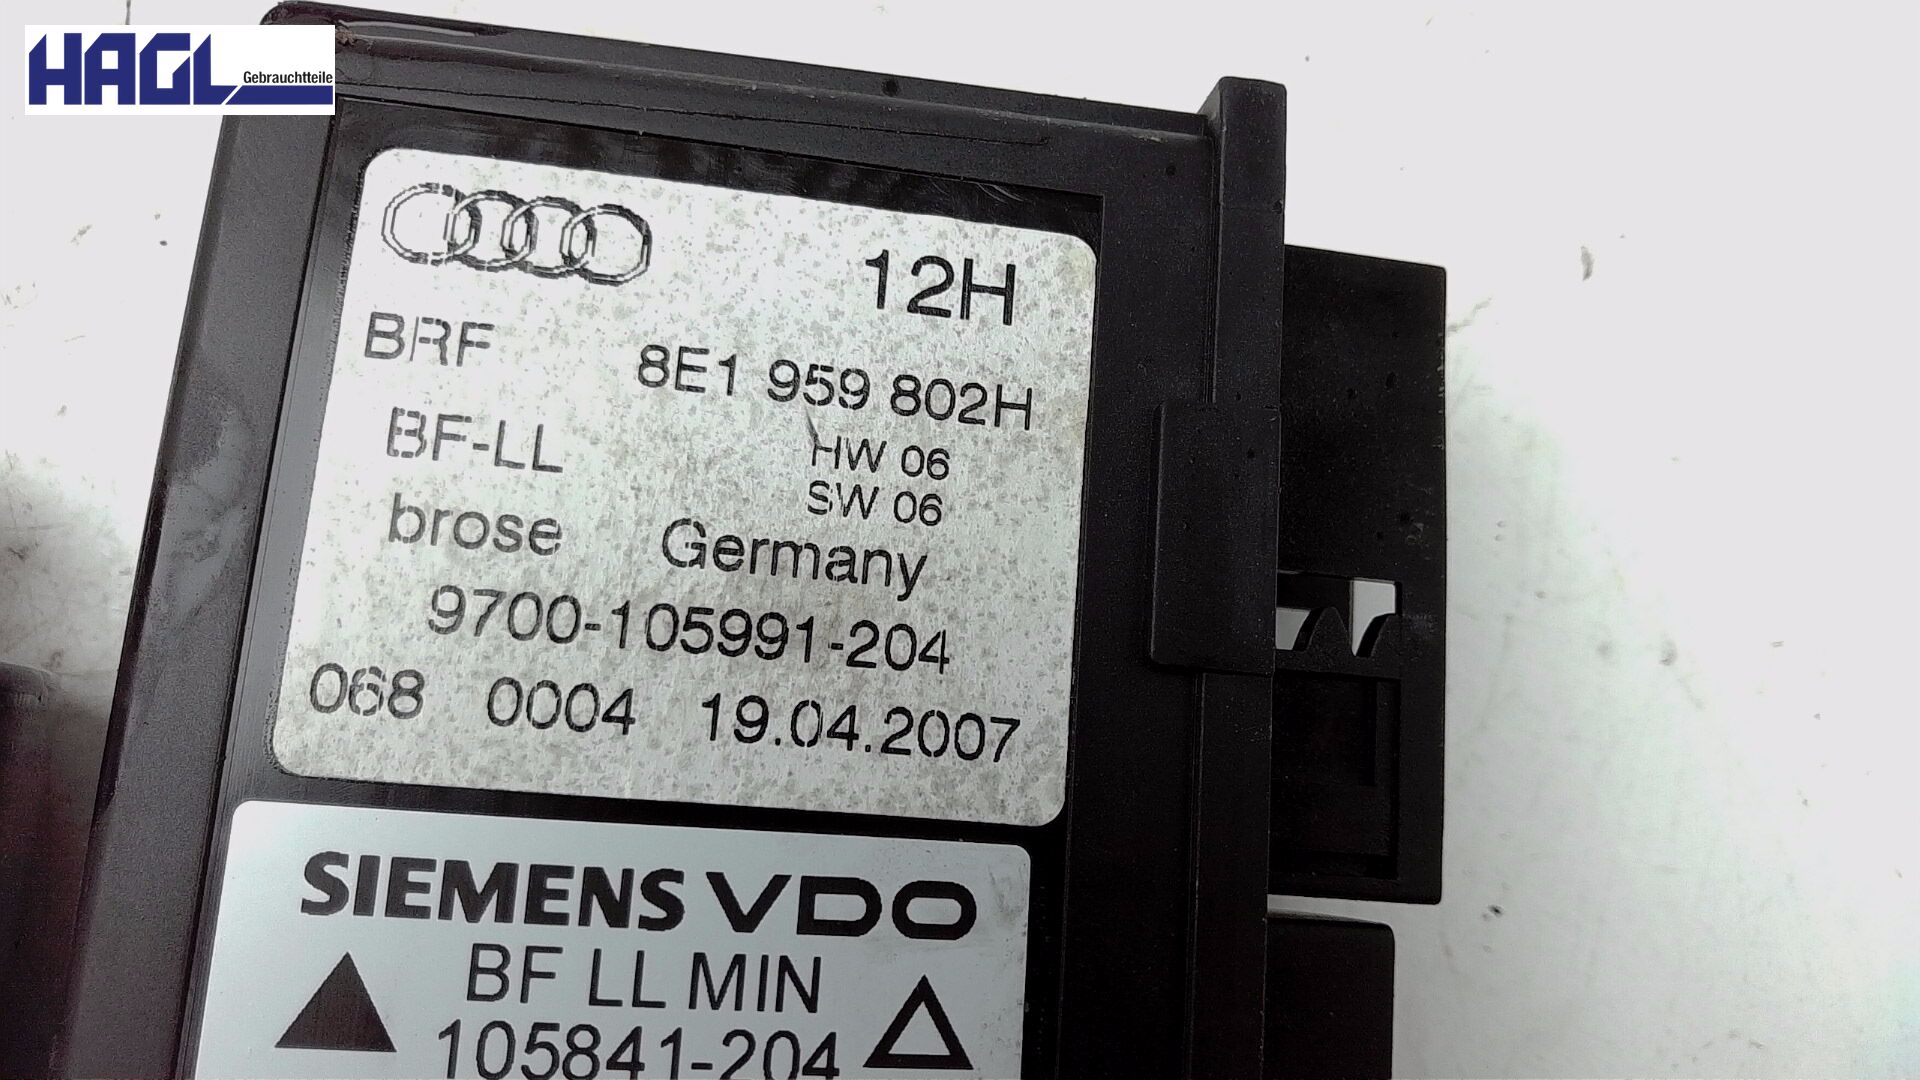 HAGL
Gebrauchtteile
12H
BRF 8E1 959 802H
BF-LL HW 06
SW 06
brose Germany
9700-105991-204
068 0004 19.04.2007
SIEMENS VDO
BF LL MIN
105841-204